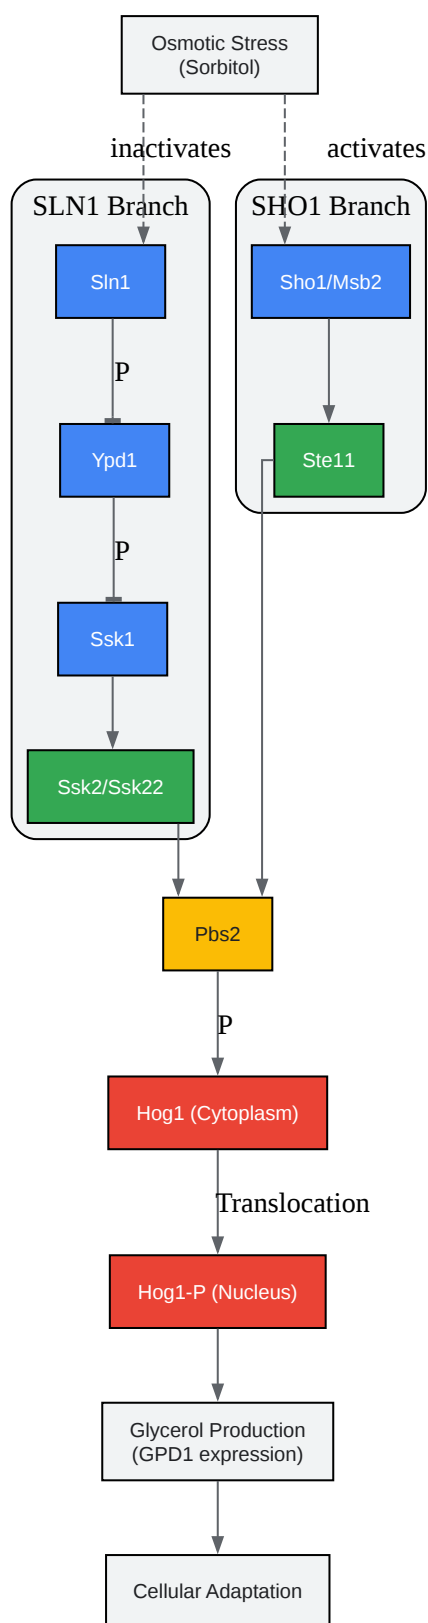 Osmotic Stress
(Sorbitol)
inactivates
activates
SLN1 Branch
SHO1 Branch
Sln1
Sho1/Msb2
P
Ypd1
Ste11
P
Ssk1
Ssk2/Ssk22
Pbs2
P
Hog1 (Cytoplasm)
Translocation
Hog1-P (Nucleus)
Glycerol Production
(GPD1 expression)
Cellular Adaptation